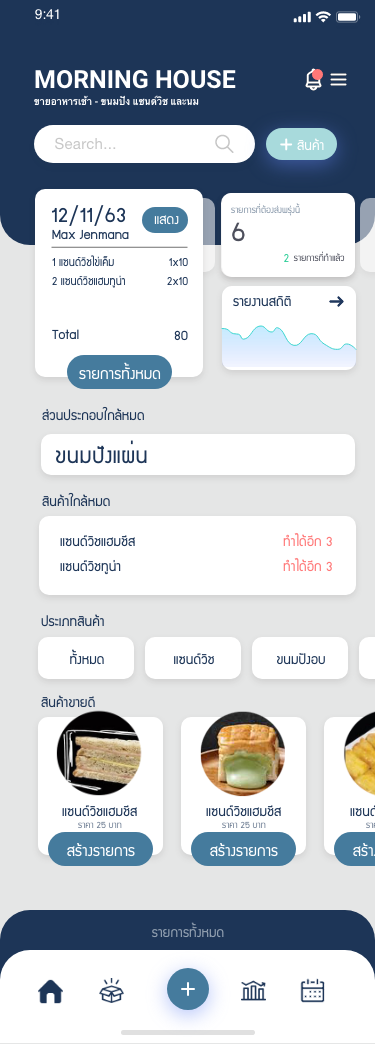 9:41
MORNING HOUSE
ขายอาหารเช้า - ขนมปัง แซนด์วิช และนม
Search...
+ สินค้า
12/11/63
แสดง
Max Jenmana
1 แซนด์วิชไข่เค็ม 1x10
2 แซนด์วิชแฮมทูน่า 2x10
Total 80
รายการทั้งหมด
รายการที่ต้องส่งพรุ่งนี้
6
2 รายการที่ทำแล้ว
รายงานสถิติ
ส่วนประกอบใกล้หมด
ขนมปังแผ่น
สินค้าใกล้หมด
แซนด์วิชแฮมชีส ทำได้อีก 3
แซนด์วิชทูน่า ทำได้อีก 3
ประเภทสินค้า
ทั้งหมด
แซนด์วิช
ขนมปังอบ
สินค้าขายดี
แซนด์วิชแฮมชีส
ราคา 25 บาท
สร้างรายการ
แซนด์วิชแฮมชีส
ราคา 25 บาท
สร้างรายการ
แซนด
รา
สร้าง
รายการทั้งหมด